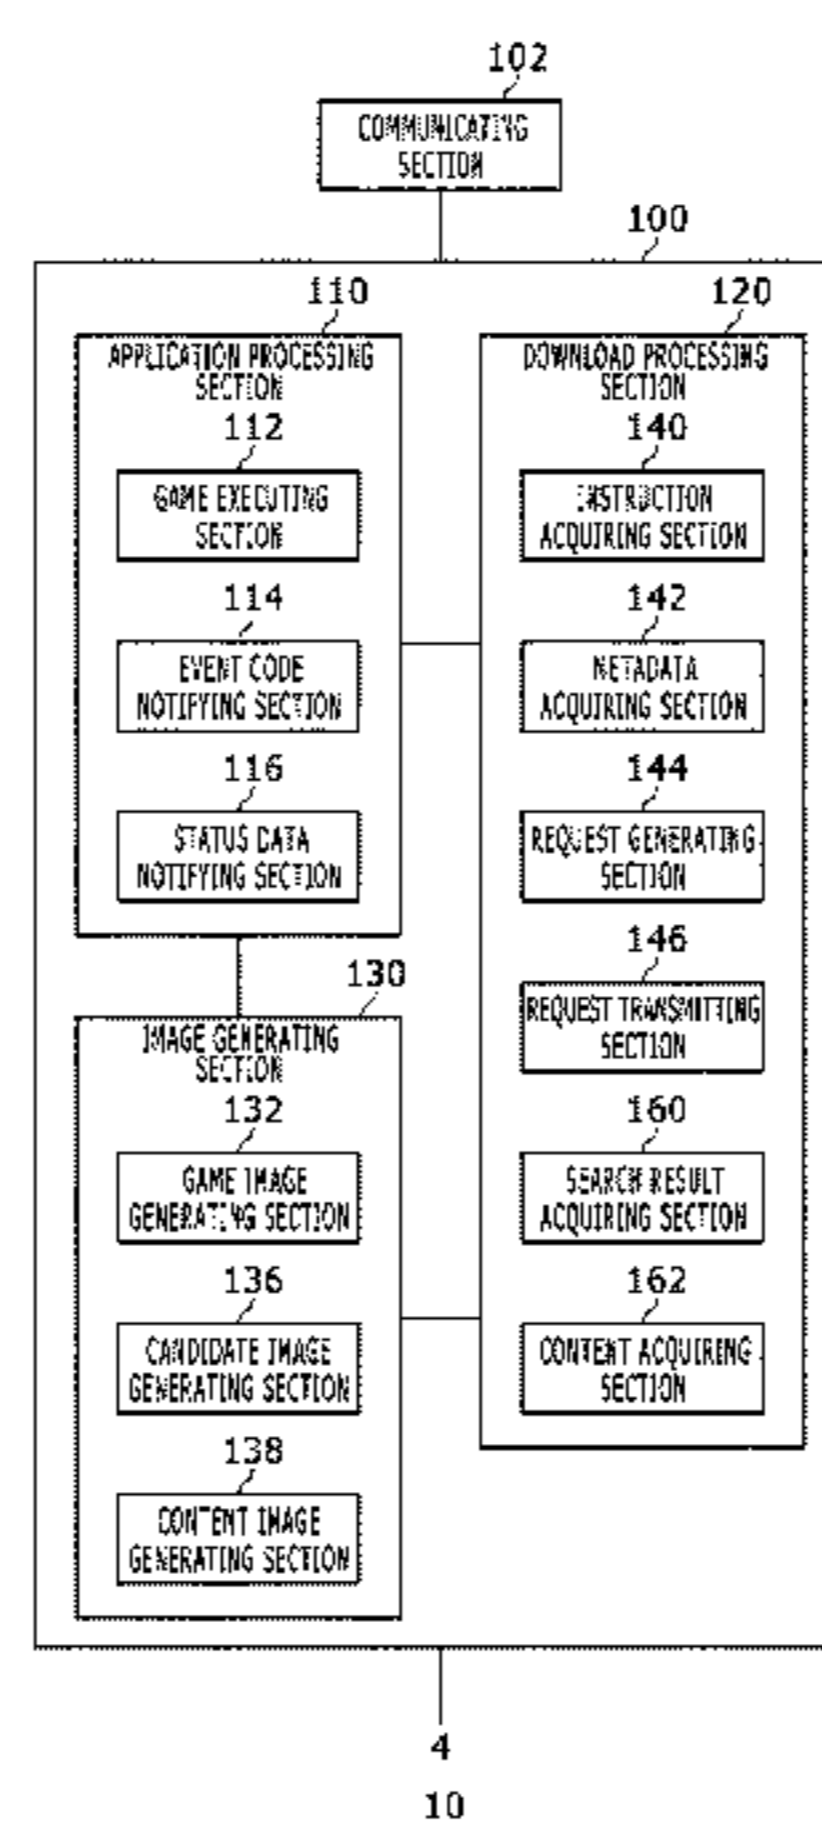 102
COMMUNICATING
SECTION
100
110
APPLICATION PROCESSING
SECTION
112
GAME EXECUTING
SECTION
114
EVENT CODE
NOTIFYING SECTION
116
STATUS DATA
NOTIFYING SECTION
130
IMAGE GENERATING
SECTION
132
GAME IMAGE
GENERATING SECTION
136
CANDIDATE IMAGE
GENERATING SECTION
138
CONTENT IMAGE
GENERATING SECTION
120
DOWNLOAD PROCESSING
SECTION
140
INSTRUCTION
ACQUIRING SECTION
142
METADATA
ACQUIRING SECTION
144
REQUEST GENERATING
SECTION
146
REQUEST TRANSMITTING
SECTION
160
SEARCH RESULT
ACQUIRING SECTION
162
CONTENT ACQUIRING
SECTION
4
10